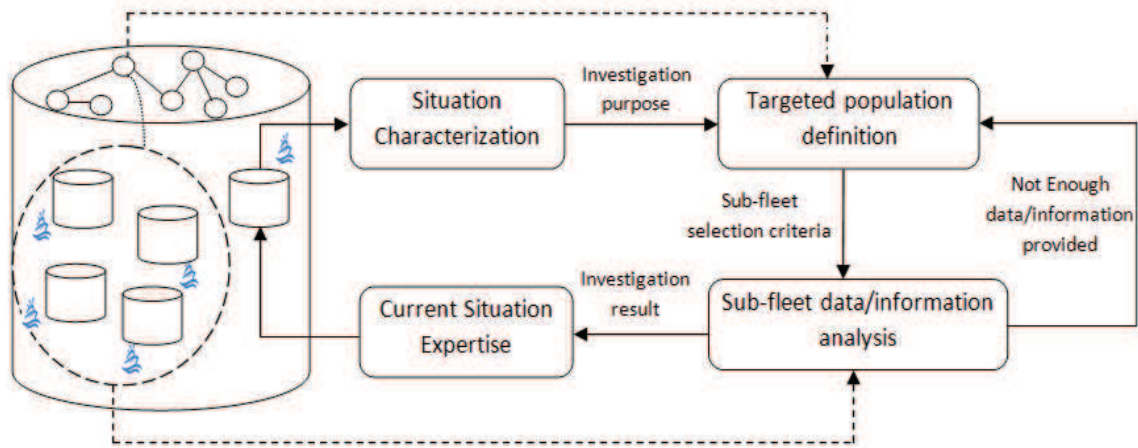 Situation
Characterization
Investigation
purpose
Targeted population
definition
Sub-fleet
selection criteria
Not Enough
data/information
provided
Current Situation
Expertise
Investigation
result
Sub-fleet data/information
analysis